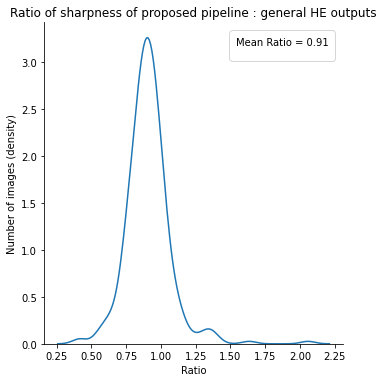 Ratio of sharpness of proposed pipeline : general HE outputs
Mean Ratio = 0.91
Number of images (density)
3.0
2.5
2.0
1.5
1.0
0.5
0.0
0.25 0.50 0.75 1.00 1.25 1.50 1.75 2.00 2.25
Ratio